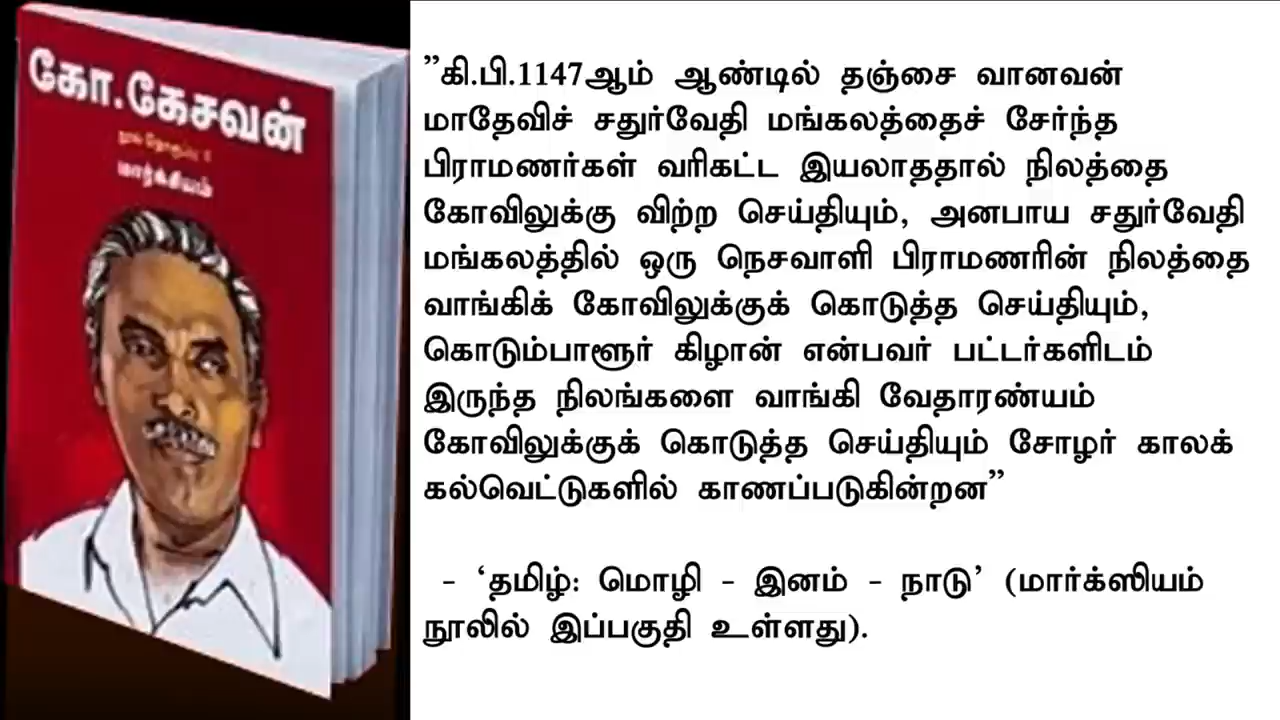 கோ.கேசவன்
மார்க்சியம்
”கி.பி.1147ஆம் ஆண்டில் தஞ்சை வானவன்
மாதேவிச் சதுர்வேதி மங்கலத்தைச் சேர்ந்த
பிராமணர்கள் வரிகட்ட இயலாததால் நிலத்தை
கோவிலுக்கு விற்ற செய்தியும், அனபாய சதுர்வேதி
மங்கலத்தில் ஒரு நெசவாளி பிராமணரின் நிலத்தை
வாங்கிக் கோவிலுக்குக் கொடுத்த செய்தியும்,
கொடும்பாளூர் கிழான் என்பவர் பட்டர்களிடம்
இருந்த நிலங்களை வாங்கி வேதாரண்யம்
கோவிலுக்குக் கொடுத்த செய்தியும் சோழர் காலக்
கல்வெட்டுகளில் காணப்படுகின்றன”
- ‘தமிழ்: மொழி - இனம் - நாடு’ (மார்க்ஸியம்
நூலில் இப்பகுதி உள்ளது).